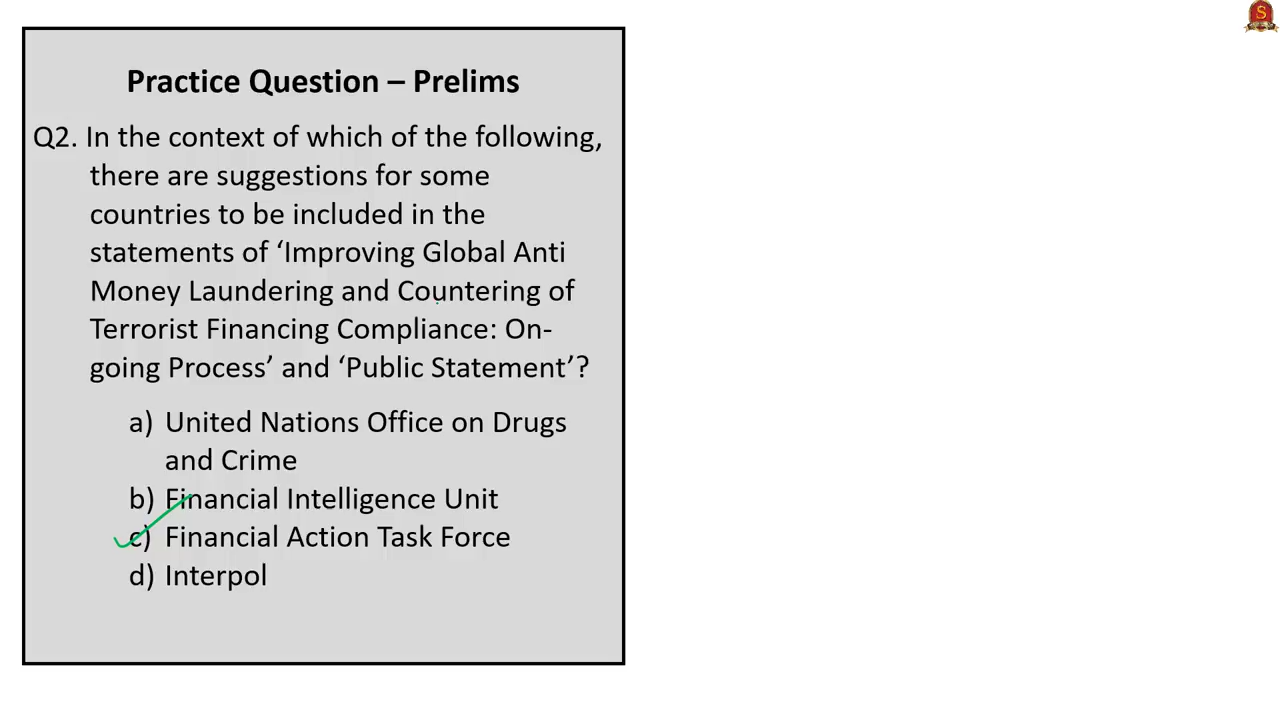 Practice Question – Prelims
Q2. In the context of which of the following,
there are suggestions for some
countries to be included in the
statements of ‘Improving Global Anti
Money Laundering and Countering of
Terrorist Financing Compliance: On-
going Process’ and ‘Public Statement’?
a) United Nations Office on Drugs
and Crime
b) Financial Intelligence Unit
c) Financial Action Task Force
d) Interpol
S